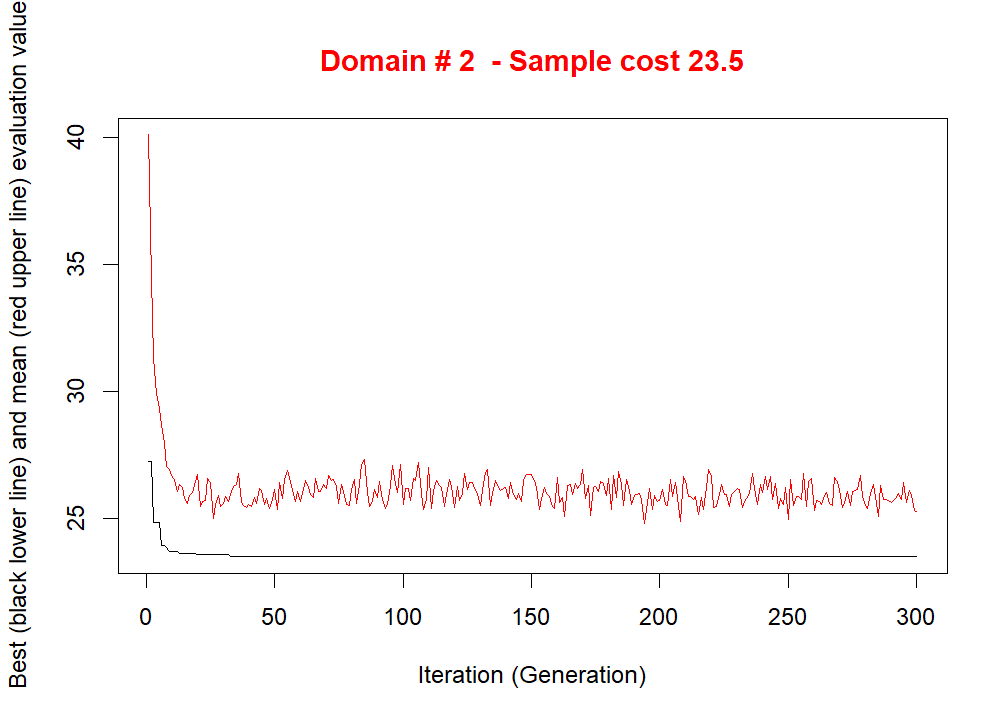 Domain # 2  - Sample cost 23.5
Best (black lower line) and mean (red upper line) evaluation value
40
35
30
25
0 50 100 150 200 250 300
Iteration (Generation)